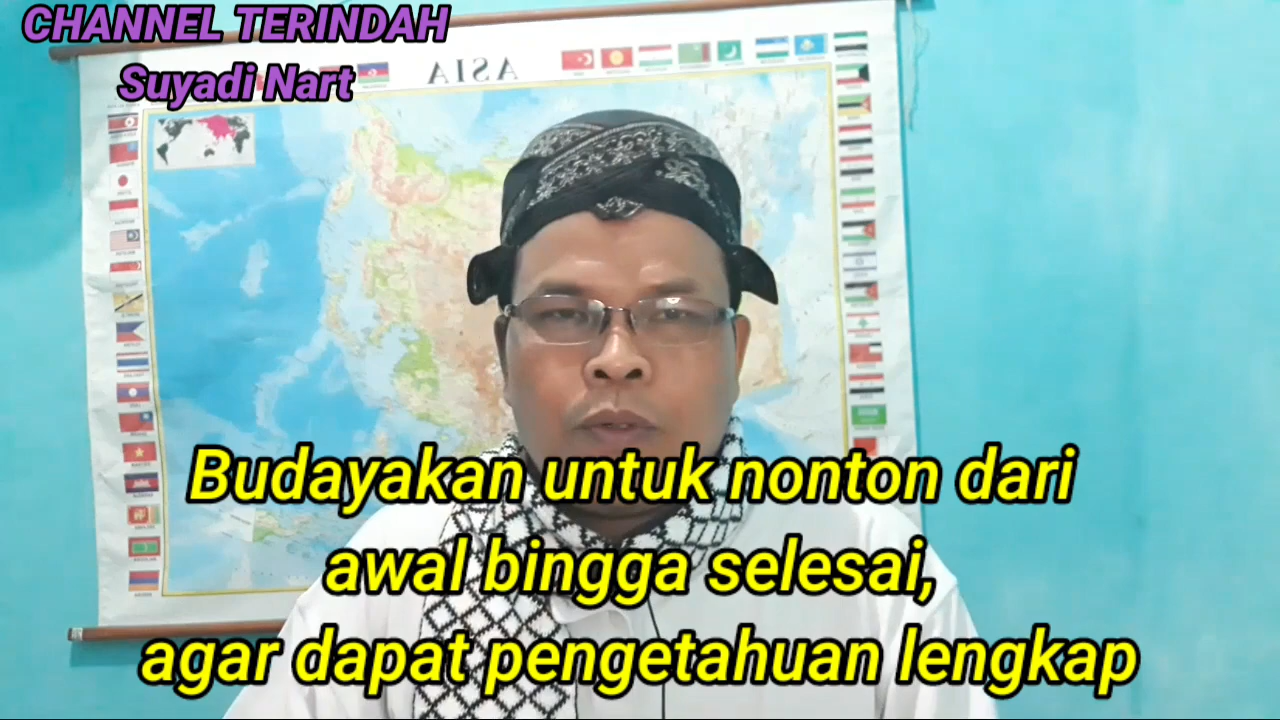 CHANNEL TERINDAH
Suyadi Nart
ASIA
Budayakan untuk nonton dari
awal bingga selesai,
agar dapat pengetahuan lengkap